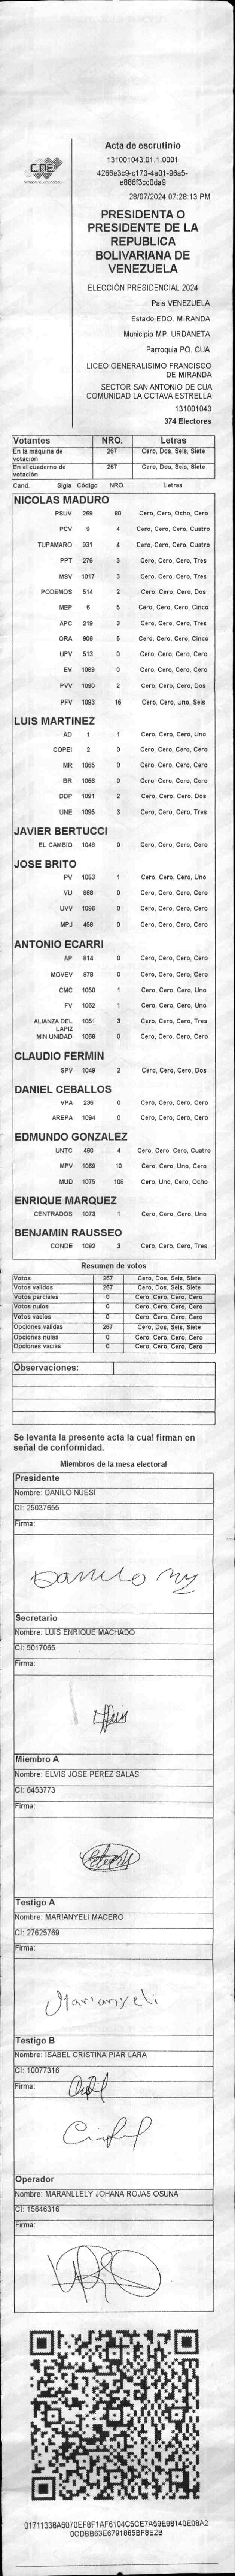 CNE
Acta de escrutinio
131001043.01.1.0001
4266e3c9-c173-4a01-96a5-
e886f3cc0da9
28/07/2024 07:28:13 PM
PRESIDENTA O
PRESIDENTE DE LA
REPUBLICA
BOLIVARIANA DE
VENEZUELA
ELECCIÓN PRESIDENCIAL 2024
País VENEZUELA
Estado EDO. MIRANDA
Municipio MP. URDANETA
Parroquia PQ. CUA
LICEO GENERALISIMO FRANCISCO
DE MIRANDA
SECTOR SAN ANTONIO DE CUA
COMUNIDAD LA OCTAVA ESTRELLA
131001043
374 Electores
Votantes NRO. Letras
En la máquina de votación 267 Cero, Dos, Seis, Siete
En el cuaderno de votación 267 Cero, Dos, Seis, Siete
Cand. Sigla Código NRO. Letras
NICOLAS MADURO
PSUV 269 80 Cero, Cero, Ocho, Cero
PCV 9 4 Cero, Cero, Cero, Cuatro
TUPAMARO 931 4 Cero, Cero, Cero, Cuatro
PPT 276 3 Cero, Cero, Cero, Tres
MSV 1017 3 Cero, Cero, Cero, Tres
PODEMOS 514 2 Cero, Cero, Cero, Dos
MEP 6 5 Cero, Cero, Cero, Cinco
APC 219 3 Cero, Cero, Cero, Tres
ORA 906 5 Cero, Cero, Cero, Cinco
UPV 513 0 Cero, Cero, Cero, Cero
EV 1089 0 Cero, Cero, Cero, Cero
PVV 1090 2 Cero, Cero, Cero, Dos
PFV 1093 16 Cero, Cero, Uno, Seis
LUIS MARTINEZ
AD 1 1 Cero, Cero, Cero, Uno
COPEI 2 0 Cero, Cero, Cero, Cero
MR 1065 0 Cero, Cero, Cero, Cero
BR 1066 0 Cero, Cero, Cero, Cero
DDP 1091 2 Cero, Cero, Cero, Dos
UNE 1095 3 Cero, Cero, Cero, Tres
JAVIER BERTUCCI
EL CAMBIO 1048 0 Cero, Cero, Cero, Cero
JOSE BRITO
PV 1053 1 Cero, Cero, Cero, Uno
VU 968 0 Cero, Cero, Cero, Cero
UVV 1098 0 Cero, Cero, Cero, Cero
MPJ 458 0 Cero, Cero, Cero, Cero
ANTONIO ECARRI
AP 814 0 Cero, Cero, Cero, Cero
MOVEV 878 0 Cero, Cero, Cero, Cero
CMC 1050 1 Cero, Cero, Cero, Uno
FV 1062 1 Cero, Cero, Cero, Uno
ALIANZA DEL LAPIZ 1051 3 Cero, Cero, Cero, Tres
MIN UNIDAD 1068 0 Cero, Cero, Cero, Cero
CLAUDIO FERMIN
SPV 1049 2 Cero, Cero, Cero, Dos
DANIEL CEBALLOS
VPA 236 0 Cero, Cero, Cero, Cero
AREPA 1094 0 Cero, Cero, Cero, Cero
EDMUNDO GONZALEZ
UNTC 460 4 Cero, Cero, Cero, Cuatro
MPV 1069 10 Cero, Cero, Uno, Cero
MUD 1075 108 Cero, Uno, Cero, Ocho
ENRIQUE MARQUEZ
CENTRADOS 1073 1 Cero, Cero, Cero, Uno
BENJAMIN RAUSSEO
CONDE 1092 3 Cero, Cero, Cero, Tres
Resumen de votos
Votos 267 Cero, Dos, Seis, Siete
Votos validos 267 Cero, Dos, Seis, Siete
Votos parciales 0 Cero, Cero, Cero, Cero
Votos nulos 0 Cero, Cero, Cero, Cero
Votos vacios 0 Cero, Cero, Cero, Cero
Opciones validas 267 Cero, Dos, Seis, Siete
Opciones nulas 0 Cero, Cero, Cero, Cero
Opciones vacias 0 Cero, Cero, Cero, Cero
Observaciones:
Se levanta la presente acta la cual firman en
señal de conformidad.
Miembros de la mesa electoral
Presidente
Nombre: DANILO NUESI
CI: 25037655
Firma:
Danilo
Secretario
Nombre: LUIS ENRIQUE MACHADO
CI: 5017065
Firma:
Miembro A
Nombre: ELVIS JOSE PEREZ SALAS
CI: 6453773
Firma:
Testigo A
Nombre: MARIANYELI MACERO
CI: 27625769
Firma:
Marianyeli
Testigo B
Nombre: ISABEL CRISTINA PIAR LARA
CI: 10077316
Firma:
Operador
Nombre: MARANLLELY JOHANA ROJAS OSUNA
CI: 15646316
Firma:
01711338A6070EF8F1AF6104C5CE7A59E98140E08A2
0CDBB63E6791885BF8E2B